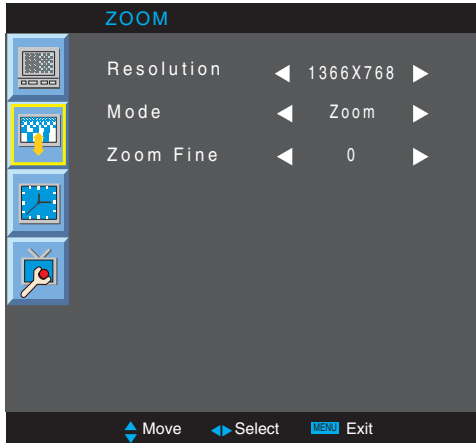 ZOOM
Resolution 1366X768
Mode Zoom
Zoom Fine 0
Move Select MENU Exit